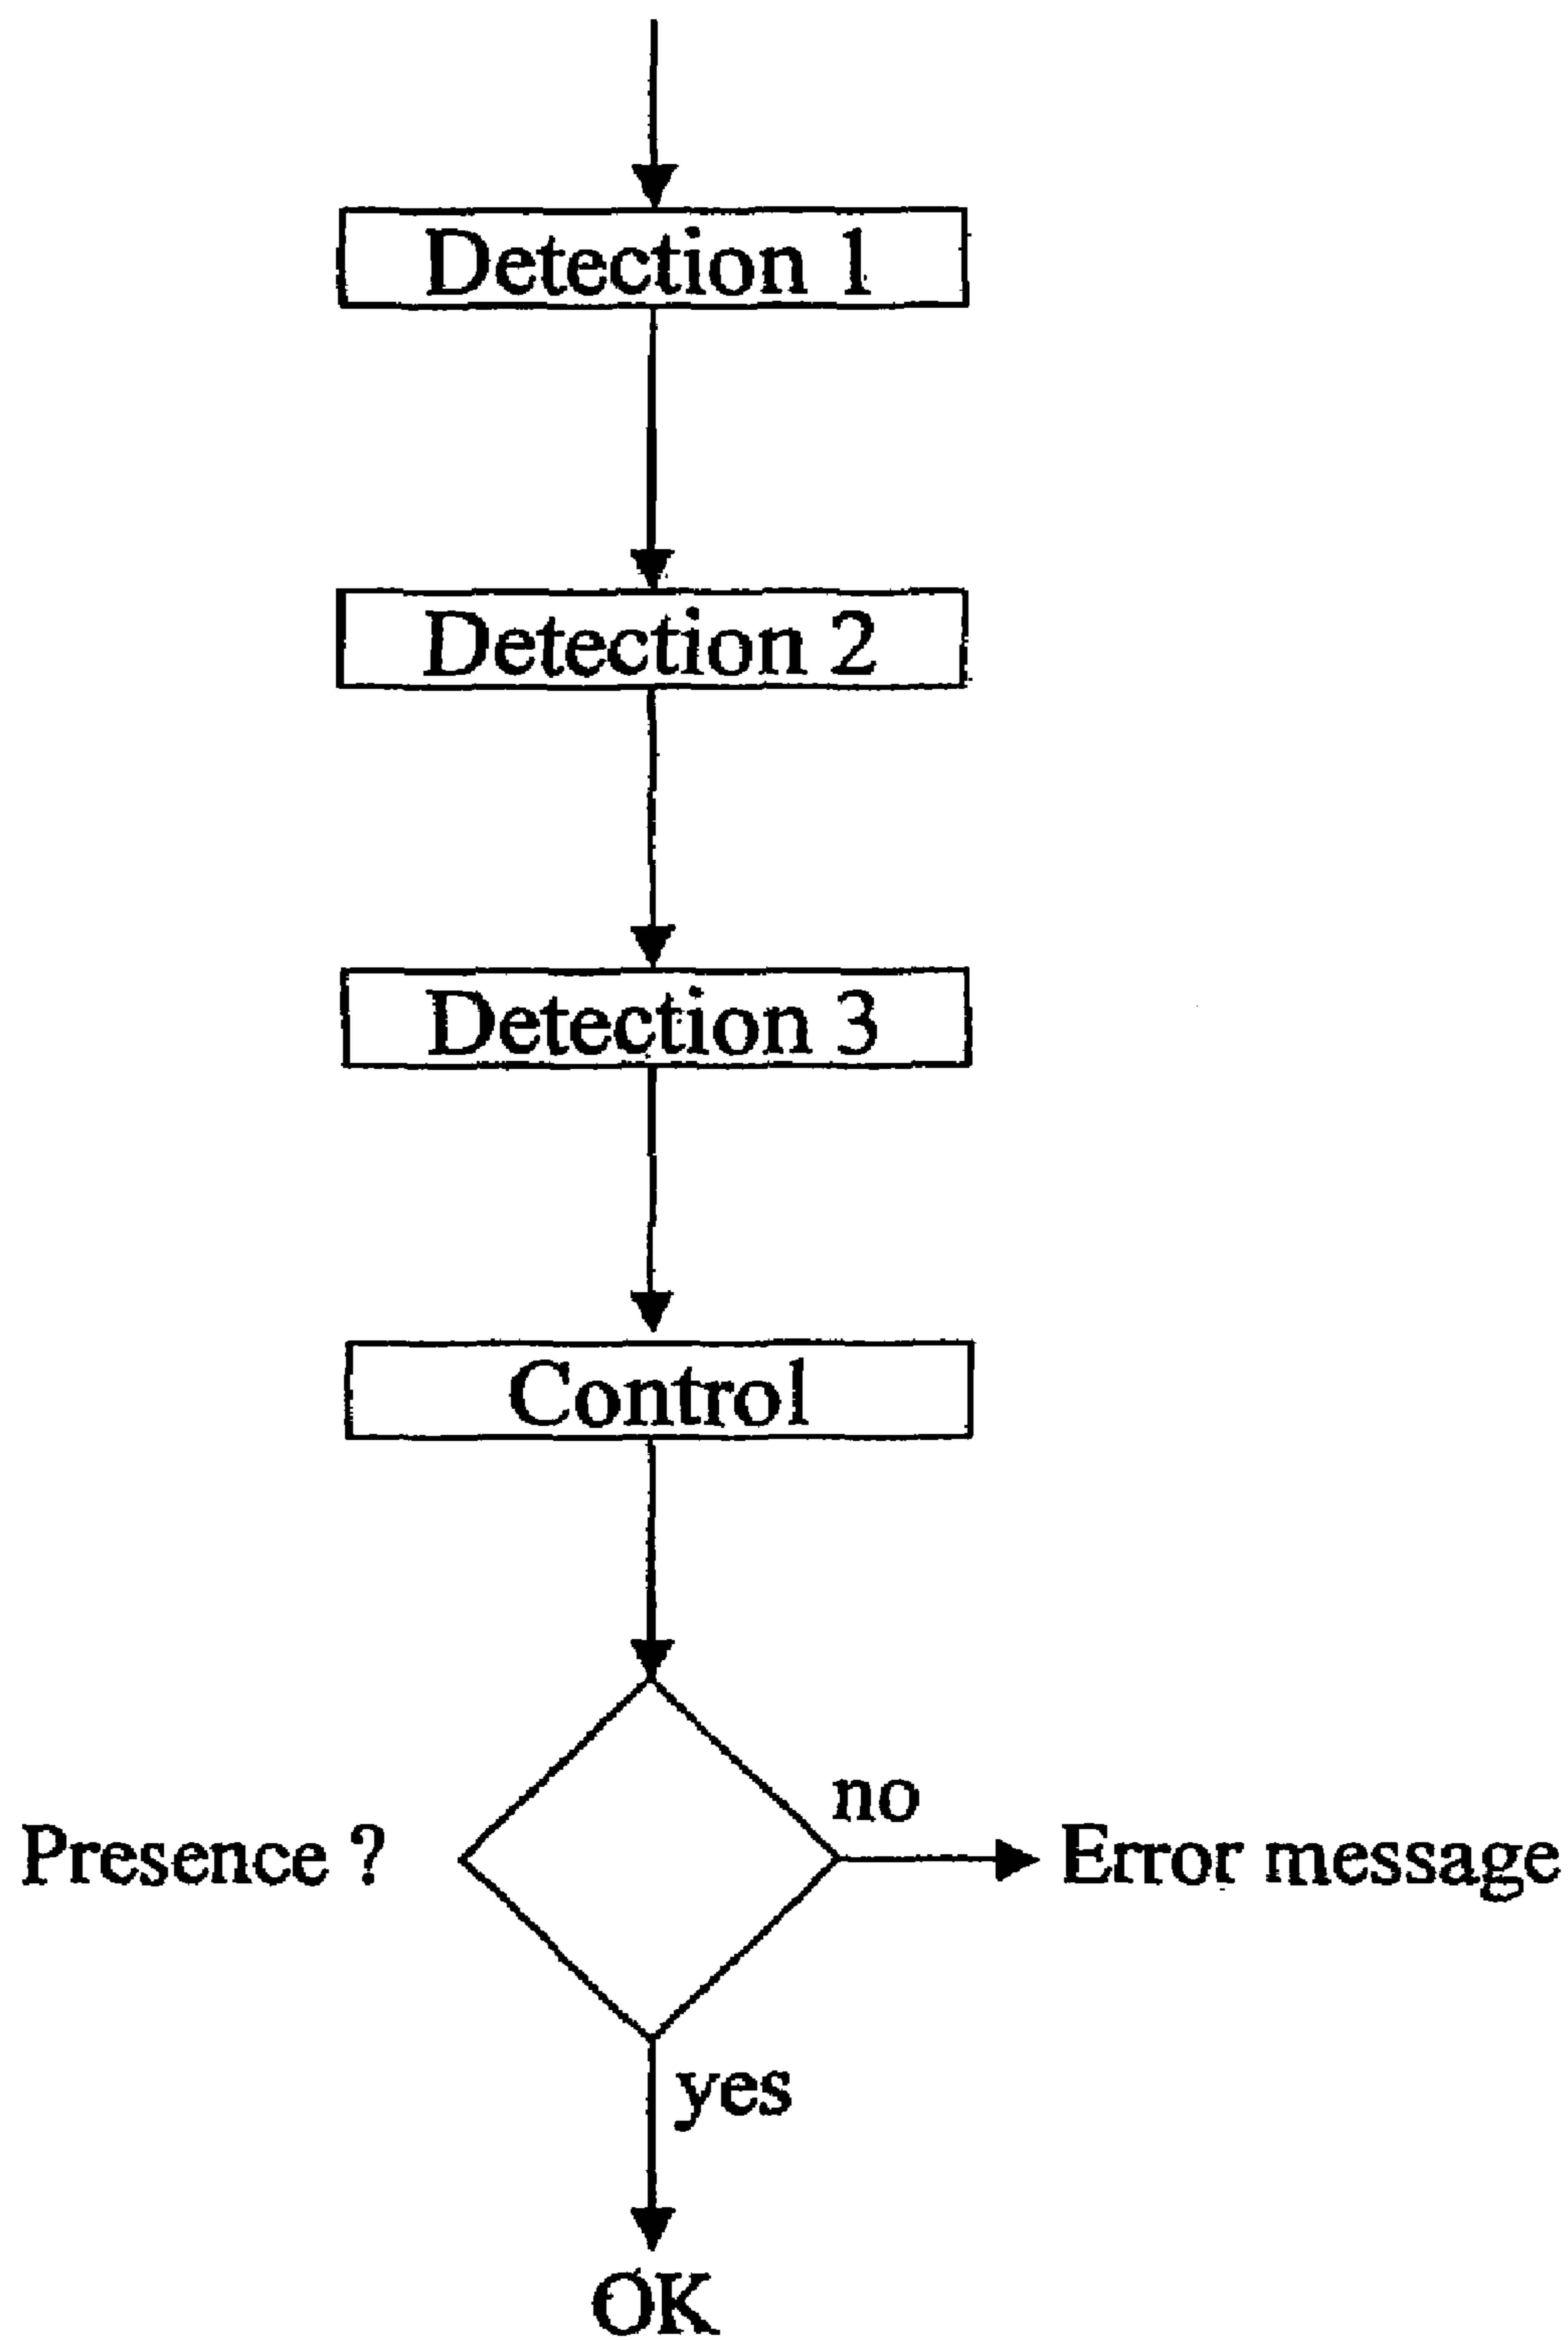 Detection 1
Detection 2
Detection 3
Control
no
Presence ?
Error message
yes
OK